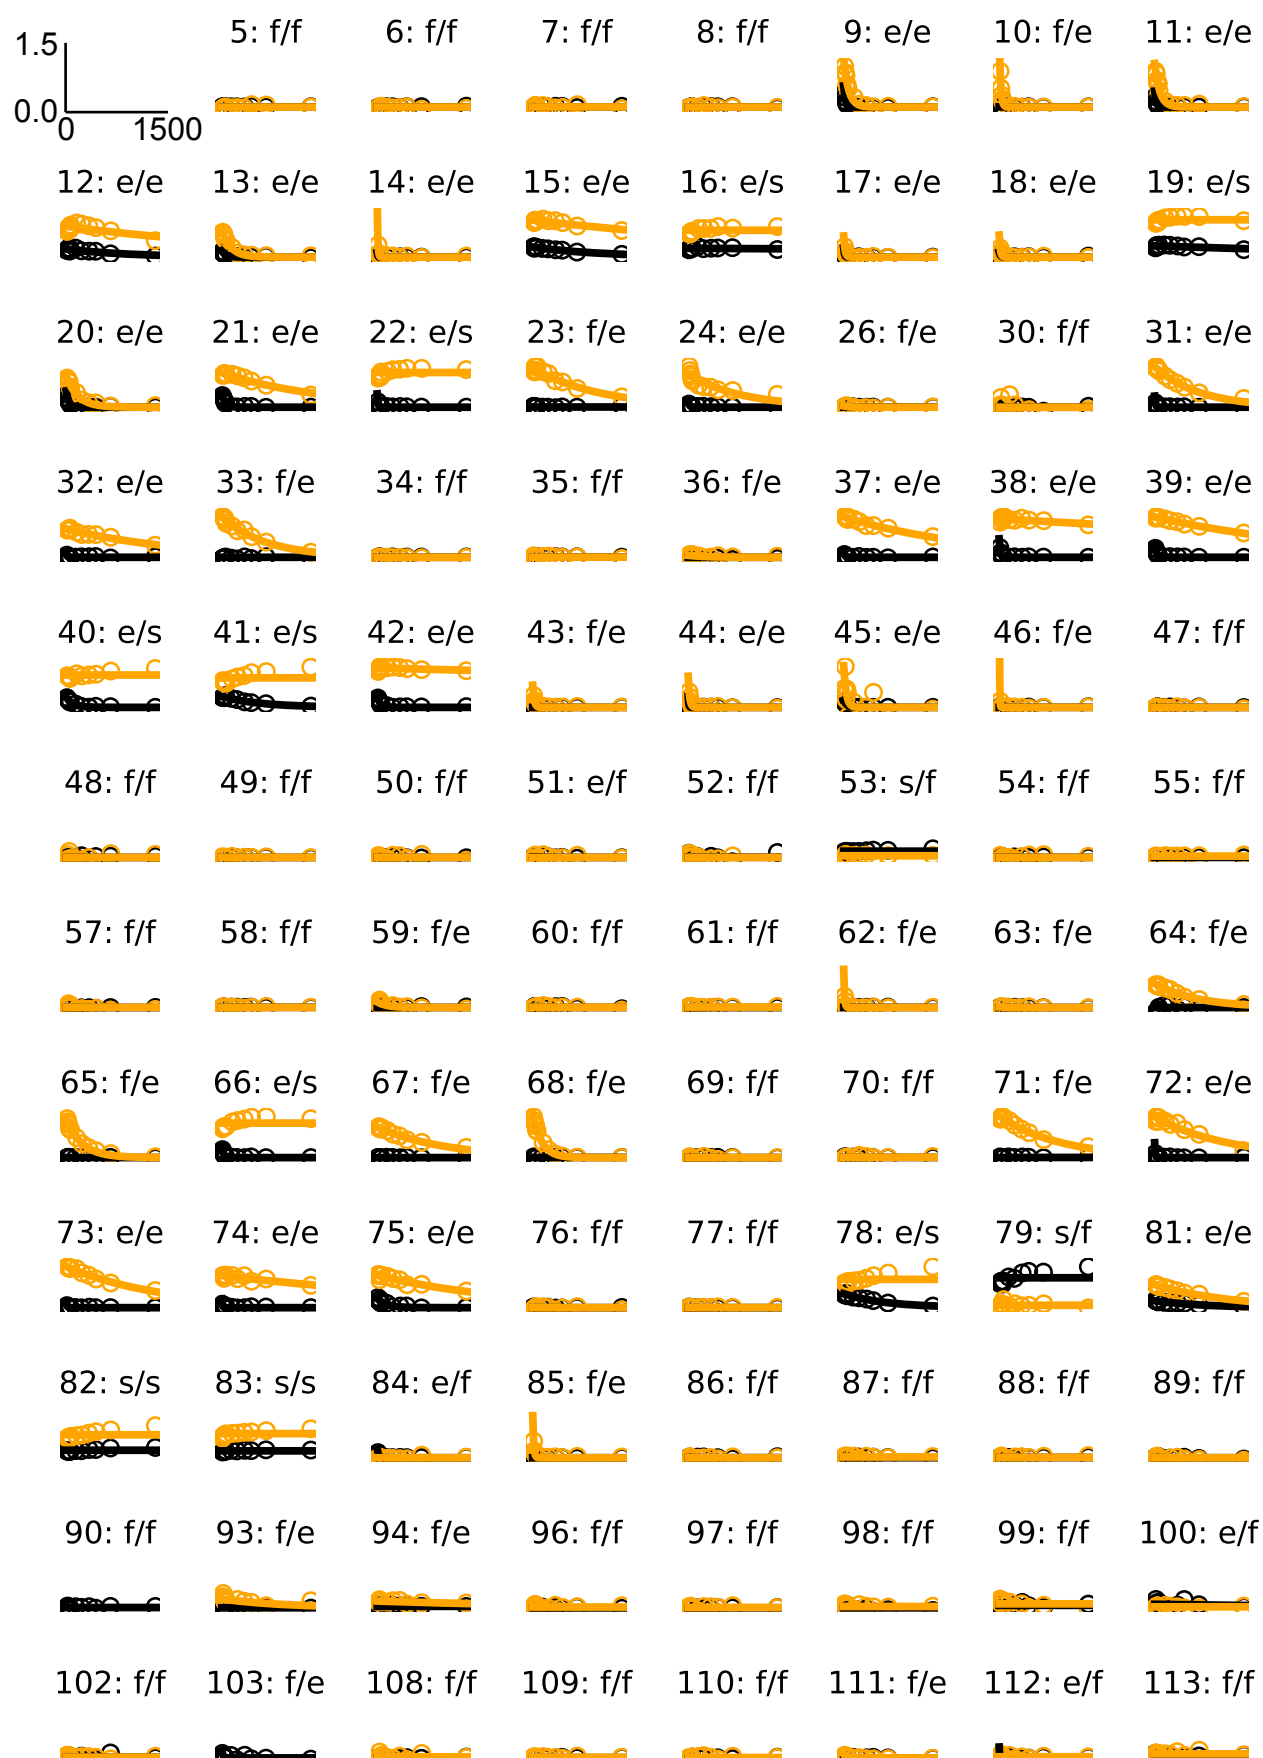 5: f/f 6: f/f 7: f/f 8: f/f 9: e/e 10: f/e 11: e/e
1.5
0.0
0 1500
12: e/e 13: e/e 14: e/e 15: e/e 16: e/s 17: e/e 18: e/e 19: e/s
20: e/e 21: e/e 22: e/s 23: f/e 24: e/e 26: f/e 30: f/f 31: e/e
32: e/e 33: f/e 34: f/f 35: f/f 36: f/e 37: e/e 38: e/e 39: e/e
40: e/s 41: e/s 42: e/e 43: f/e 44: e/e 45: e/e 46: f/e 47: f/f
48: f/f 49: f/f 50: f/f 51: e/f 52: f/f 53: s/f 54: f/f 55: f/f
57: f/f 58: f/f 59: f/e 60: f/f 61: f/f 62: f/e 63: f/e 64: f/e
65: f/e 66: e/s 67: f/e 68: f/e 69: f/f 70: f/f 71: f/e 72: e/e
73: e/e 74: e/e 75: e/e 76: f/f 77: f/f 78: e/s 79: s/f 81: e/e
82: s/s 83: s/s 84: e/f 85: f/e 86: f/f 87: f/f 88: f/f 89: f/f
90: f/f 93: f/e 94: f/e 96: f/f 97: f/f 98: f/f 99: f/f 100: e/f
102: f/f 103: f/e 108: f/f 109: f/f 110: f/f 111: f/e 112: e/f 113: f/f